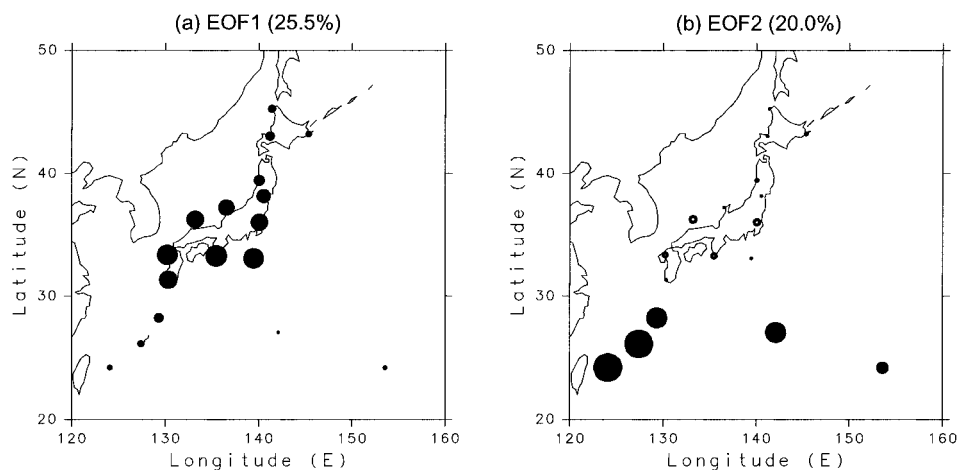 (a) EOF1 (25.5%)
(b) EOF2 (20.0%)
50
40
30
20
120 130 140 150 160
Longitude (E)
Latitude (N)
50
40
30
20
120 130 140 150 160
Longitude (E)
Latitude (N)